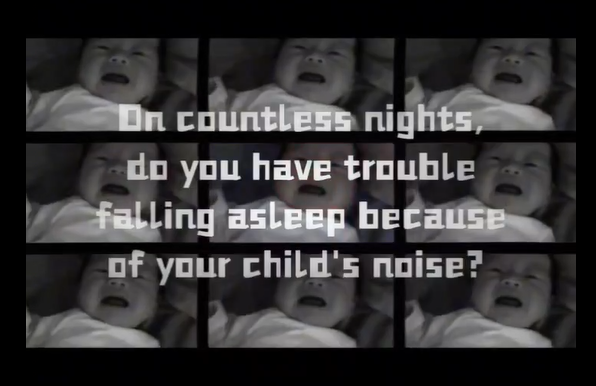 On countless nights,
do you have trouble
falling asleep because
of your child's noise?